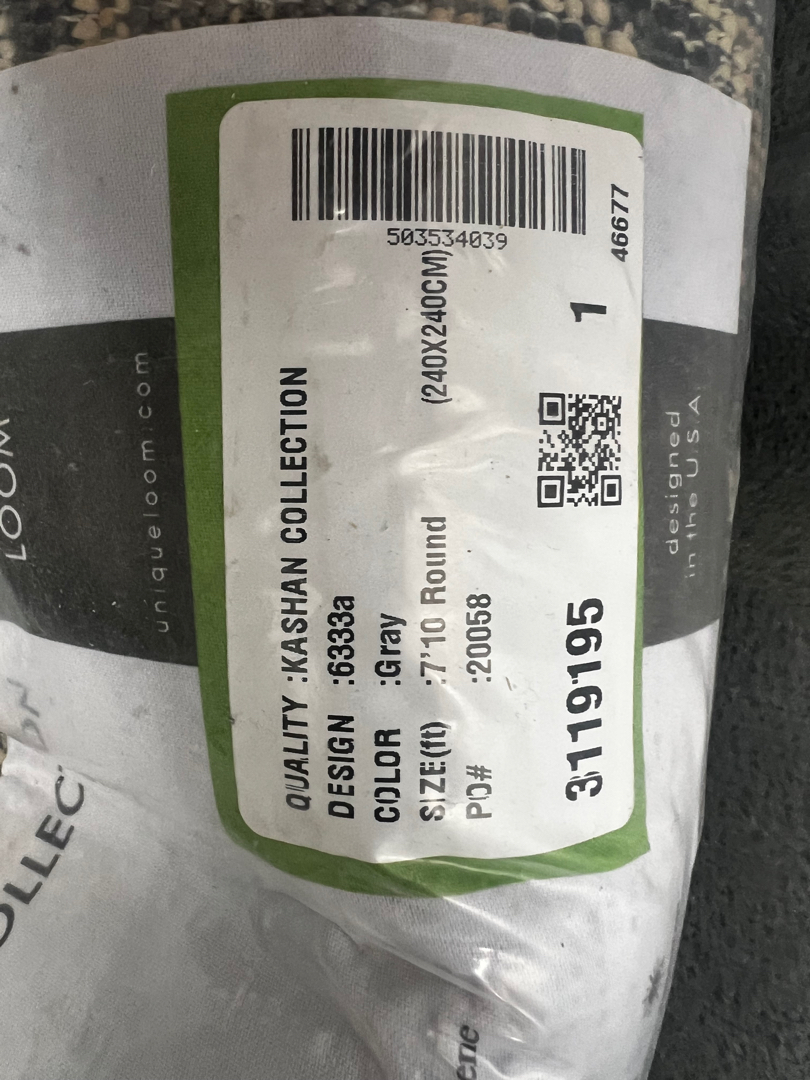 503534039
46677
QUALITY :KASHAN COLLECTION
DESIGN :6333a
COLOR :Gray
SIZE(ft) :7'10 Round (240X240CM)
PO# :20058
3119195 1
LOOM
uniqueloom.com
designed
in the U.S.A